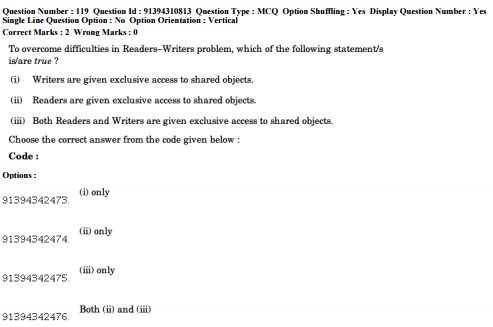 Question Number : 119 Question Id : 91394310813 Question Type : MCQ Option Shuffling : Yes Display Question Number : Yes
Single Line Question Option : No Option Orientation : Vertical
Correct Marks : 2 Wrong Marks : 0
To overcome difficulties in Readers–Writers problem, which of the following statement/s
is/are true ?
(i) Writers are given exclusive access to shared objects.
(ii) Readers are given exclusive access to shared objects.
(iii) Both Readers and Writers are given exclusive access to shared objects.
Choose the correct answer from the code given below :
Code :
Options :
(i) only
91394342473.
(ii) only
91394342474.
(iii) only
91394342475.
Both (ii) and (iii)
91394342476.